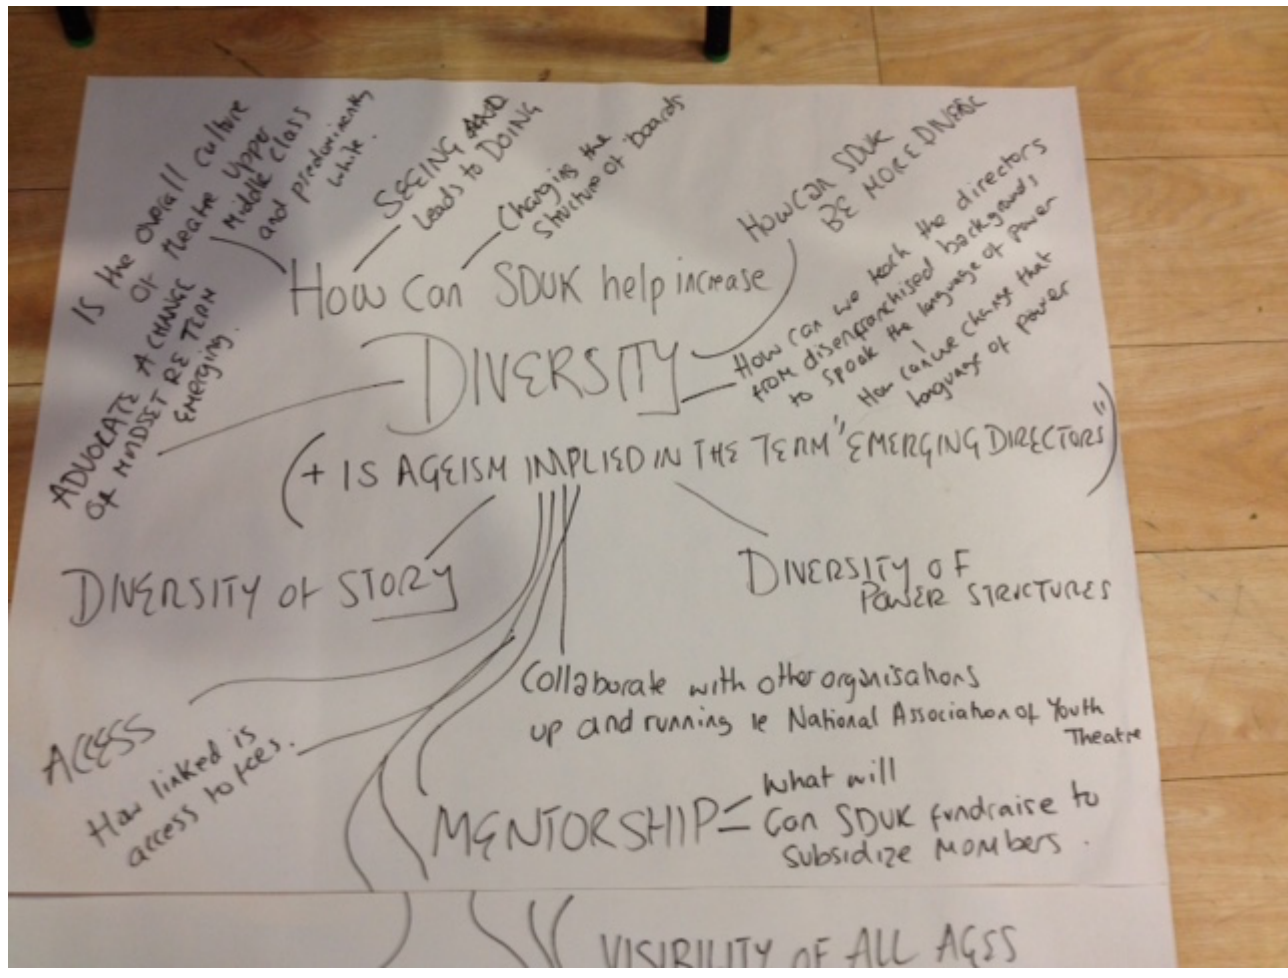 Is the overall culture
of theatre Upper
Middle Class
and predominently
white.
SEEING AND
leads to DOING
Changing the
structure of boards
How can SDUK
BE MORE DIVERSE
How Can SDUK help increase
DIVERSITY
How can we teach the directors
from disenfranchised backgrounds
to speak the language of power
How can we change that
language of power
ADVOCATE A CHANGE
OF MINDSET RE TERM
EMERGING.
(+ IS AGEISM IMPLIED IN THE TERM "EMERGING DIRECTORS")
DIVERSITY OF STORY
DIVERSITY OF
POWER STRUCTURES
Collaborate with other organisations
up and running ie National Association of Youth
Theatre
ACCESS
How linked is
access to fees.
MENTORSHIP
What will
Can SDUK fundraise to
subsidize members.
VISIBILITY OF ALL AGES